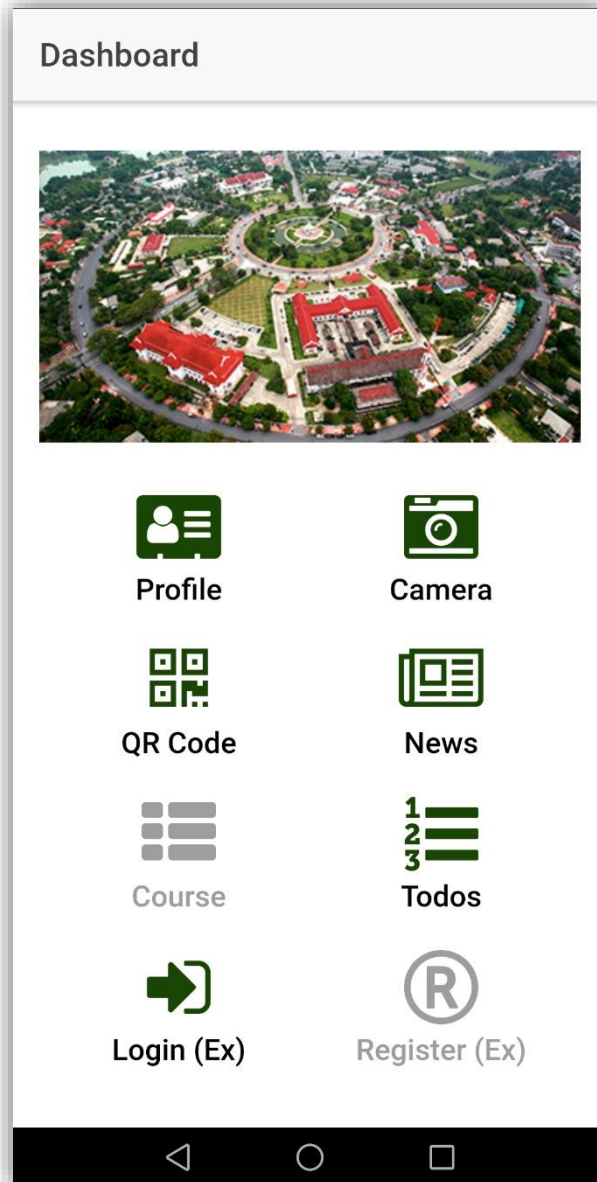 Dashboard
Profile
Camera
QR Code
News
Course
1
2
3
Todos
Login (Ex)
R
Register (Ex)